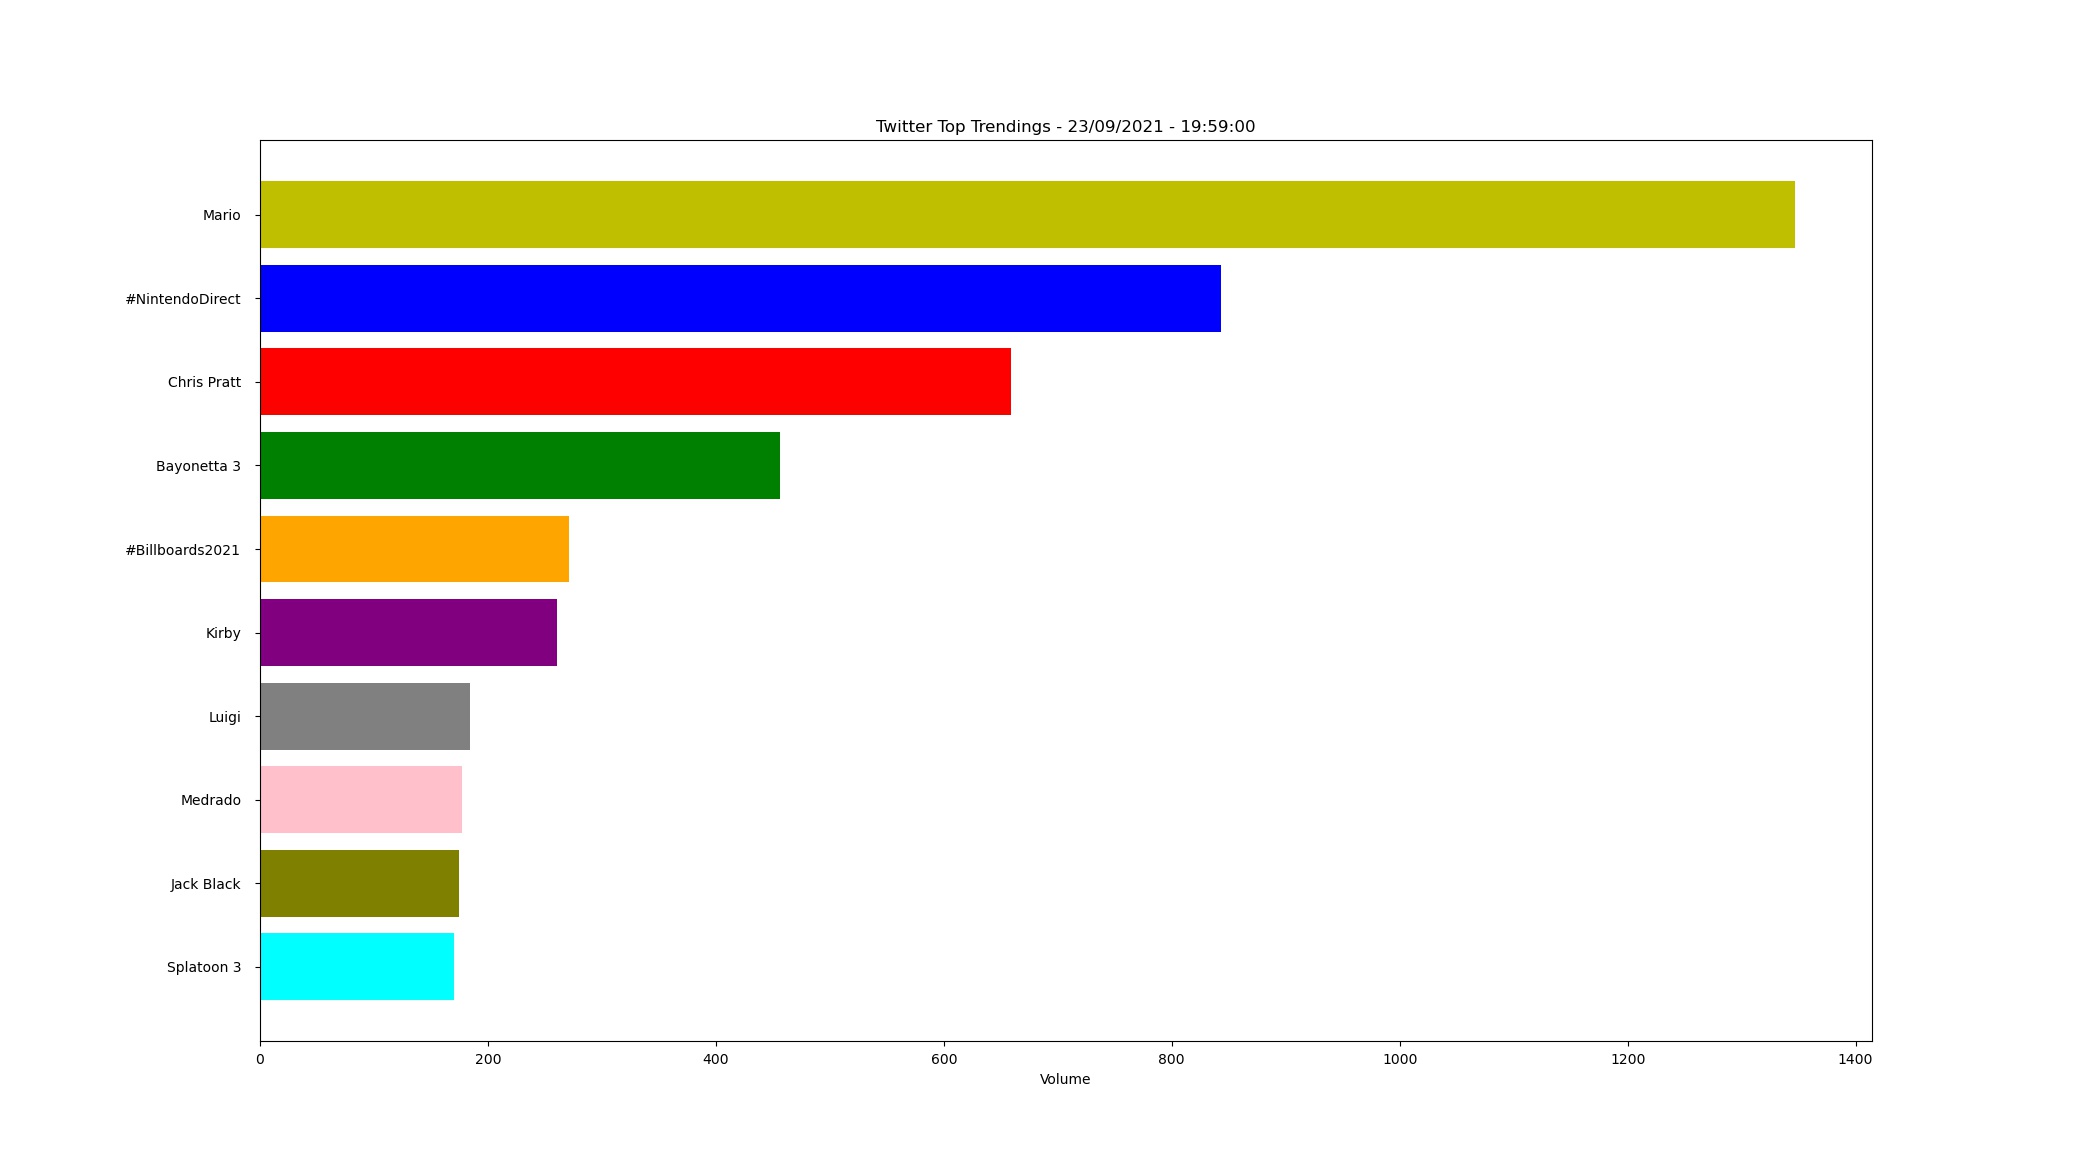 Twitter Top Trendings - 23/09/2021 - 19:59:00
Mario
#NintendoDirect
Chris Pratt
Bayonetta 3
#Billboards2021
Kirby
Luigi
Medrado
Jack Black
Splatoon 3
0 200 400 600 800 1000 1200 1400
Volume